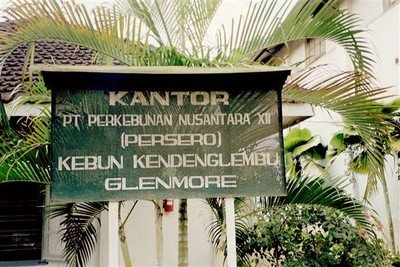 KANTOR
PT PERKEBUNAN NUSANTARA XII
(PERSERO)
KEBUN KENDENGLEMBU
GLENMORE